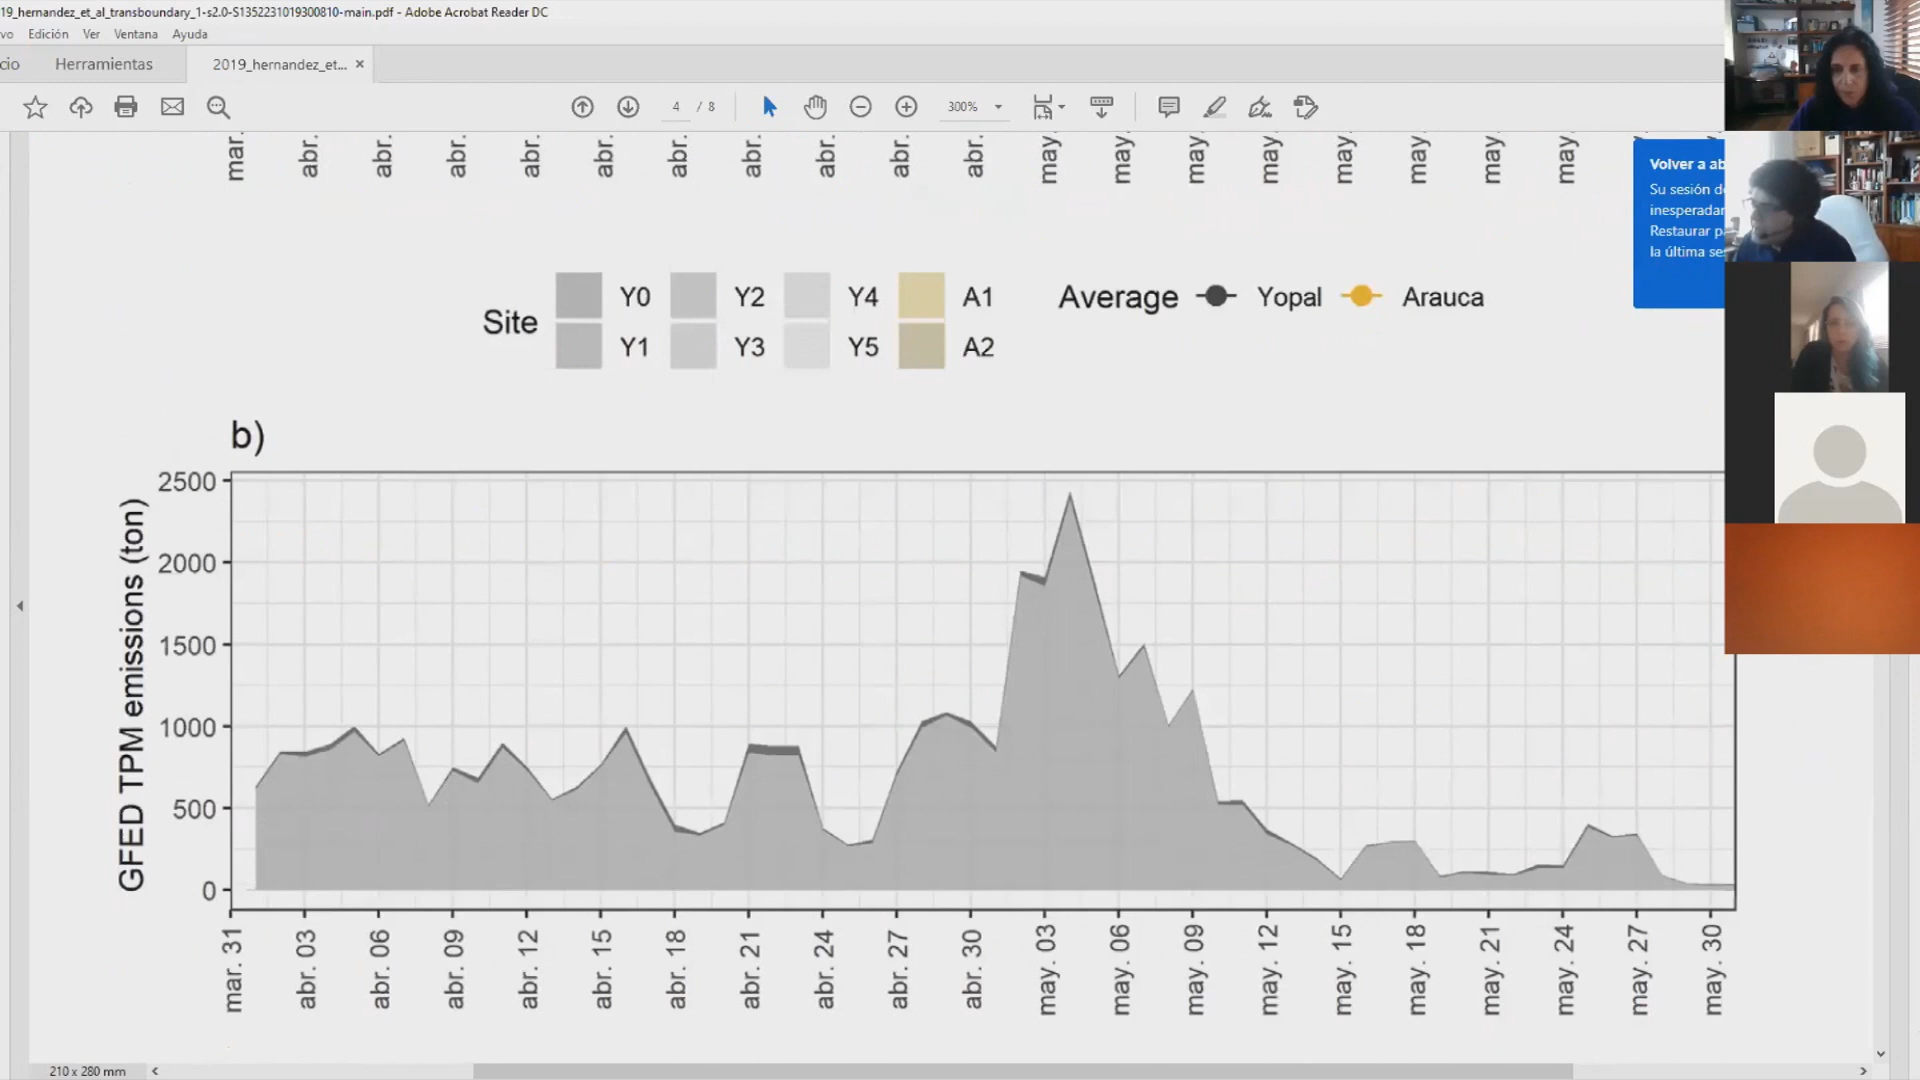 19_hernandez_et_al_transboundary_1-s2.0-S1352231019300810-main.pdf - Adobe Acrobat Reader DC
vo Edición Ver Ventana Ayuda
cio Herramientas 2019_hernandez_et... ×
4 / 8 300%
mar. abr. abr. abr. abr. abr. abr. abr. abr. abr. abr. may may may may may may may may
Volver a ab
Su sesión d
inesperadar
Restaurar p
la última se
Site Y0 Y2 Y4 A1 Average Yopal Arauca
Y1 Y3 Y5 A2
b)
GFED TPM emissions (ton)
2500
2000
1500
1000
500
0
mar. 31 abr. 03 abr. 06 abr. 09 abr. 12 abr. 15 abr. 18 abr. 21 abr. 24 abr. 27 abr. 30 may. 03 may. 06 may. 09 may. 12 may. 15 may. 18 may. 21 may. 24 may. 27 may. 30
210 x 280 mm